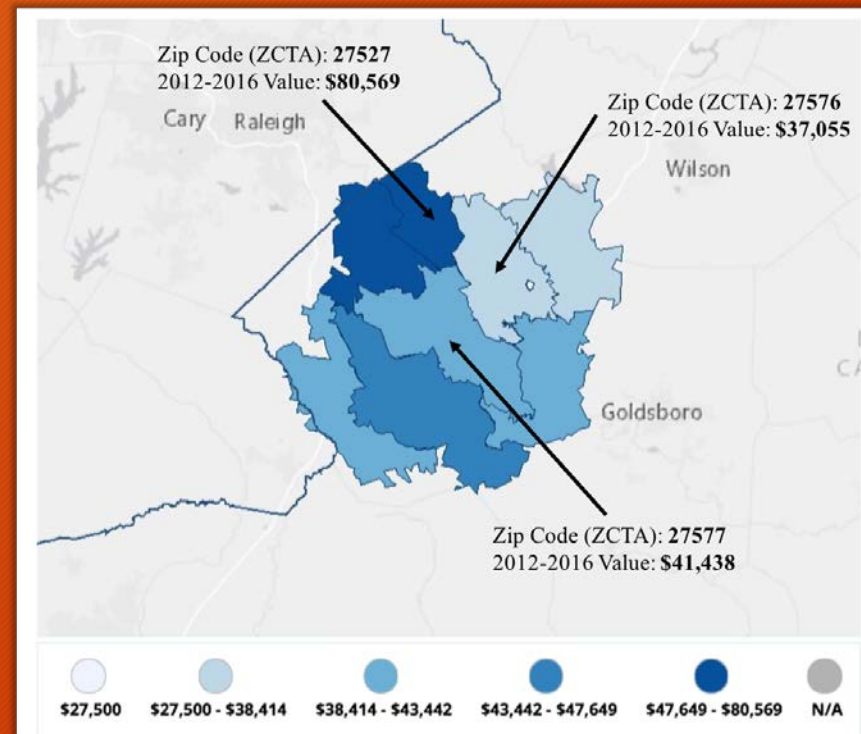 Zip Code (ZCTA): 27527
2012-2016 Value: $80,569
Zip Code (ZCTA): 27576
2012-2016 Value: $37,055
Cary
Raleigh
Wilson
Goldsboro
CA
Zip Code (ZCTA): 27577
2012-2016 Value: $41,438
$27,500
$27,500 - $38,414
$38,414 - $43,442
$43,442 - $47,649
$47,649 - $80,569
N/A